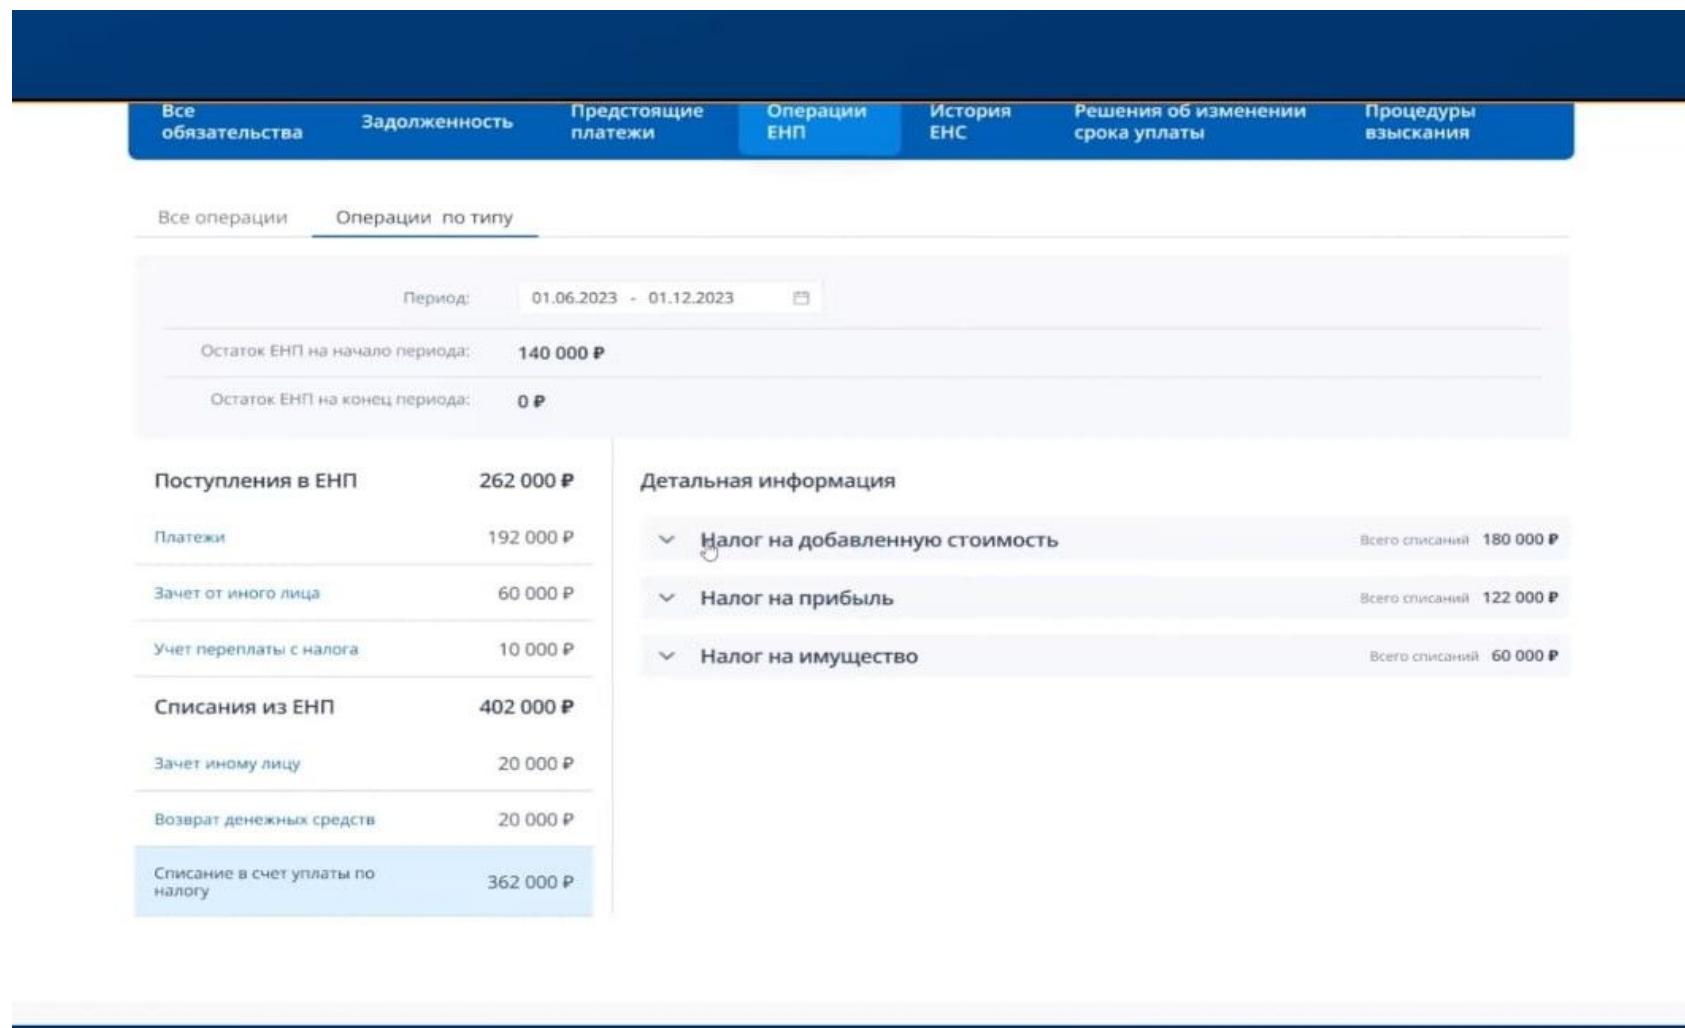 Все обязательства
Задолженность
Предстоящие платежи
Операции ЕНП
История ЕНС
Решения об изменении срока уплаты
Процедуры взыскания
Все операции
Операции по типу
Период: 01.06.2023 - 01.12.2023
Остаток ЕНП на начало периода: 140 000 ₽
Остаток ЕНП на конец периода: 0 ₽
Поступления в ЕНП 262 000 ₽
Платежи 192 000 ₽
Зачет от иного лица 60 000 ₽
Учет переплаты с налога 10 000 ₽
Списания из ЕНП 402 000 ₽
Зачет иному лицу 20 000 ₽
Возврат денежных средств 20 000 ₽
Списание в счет уплаты по
налогу 362 000 ₽
Детальная информация
Налог на добавленную стоимость Всего списаний 180 000 ₽
Налог на прибыль Всего списаний 122 000 ₽
Налог на имущество Всего списаний 60 000 ₽